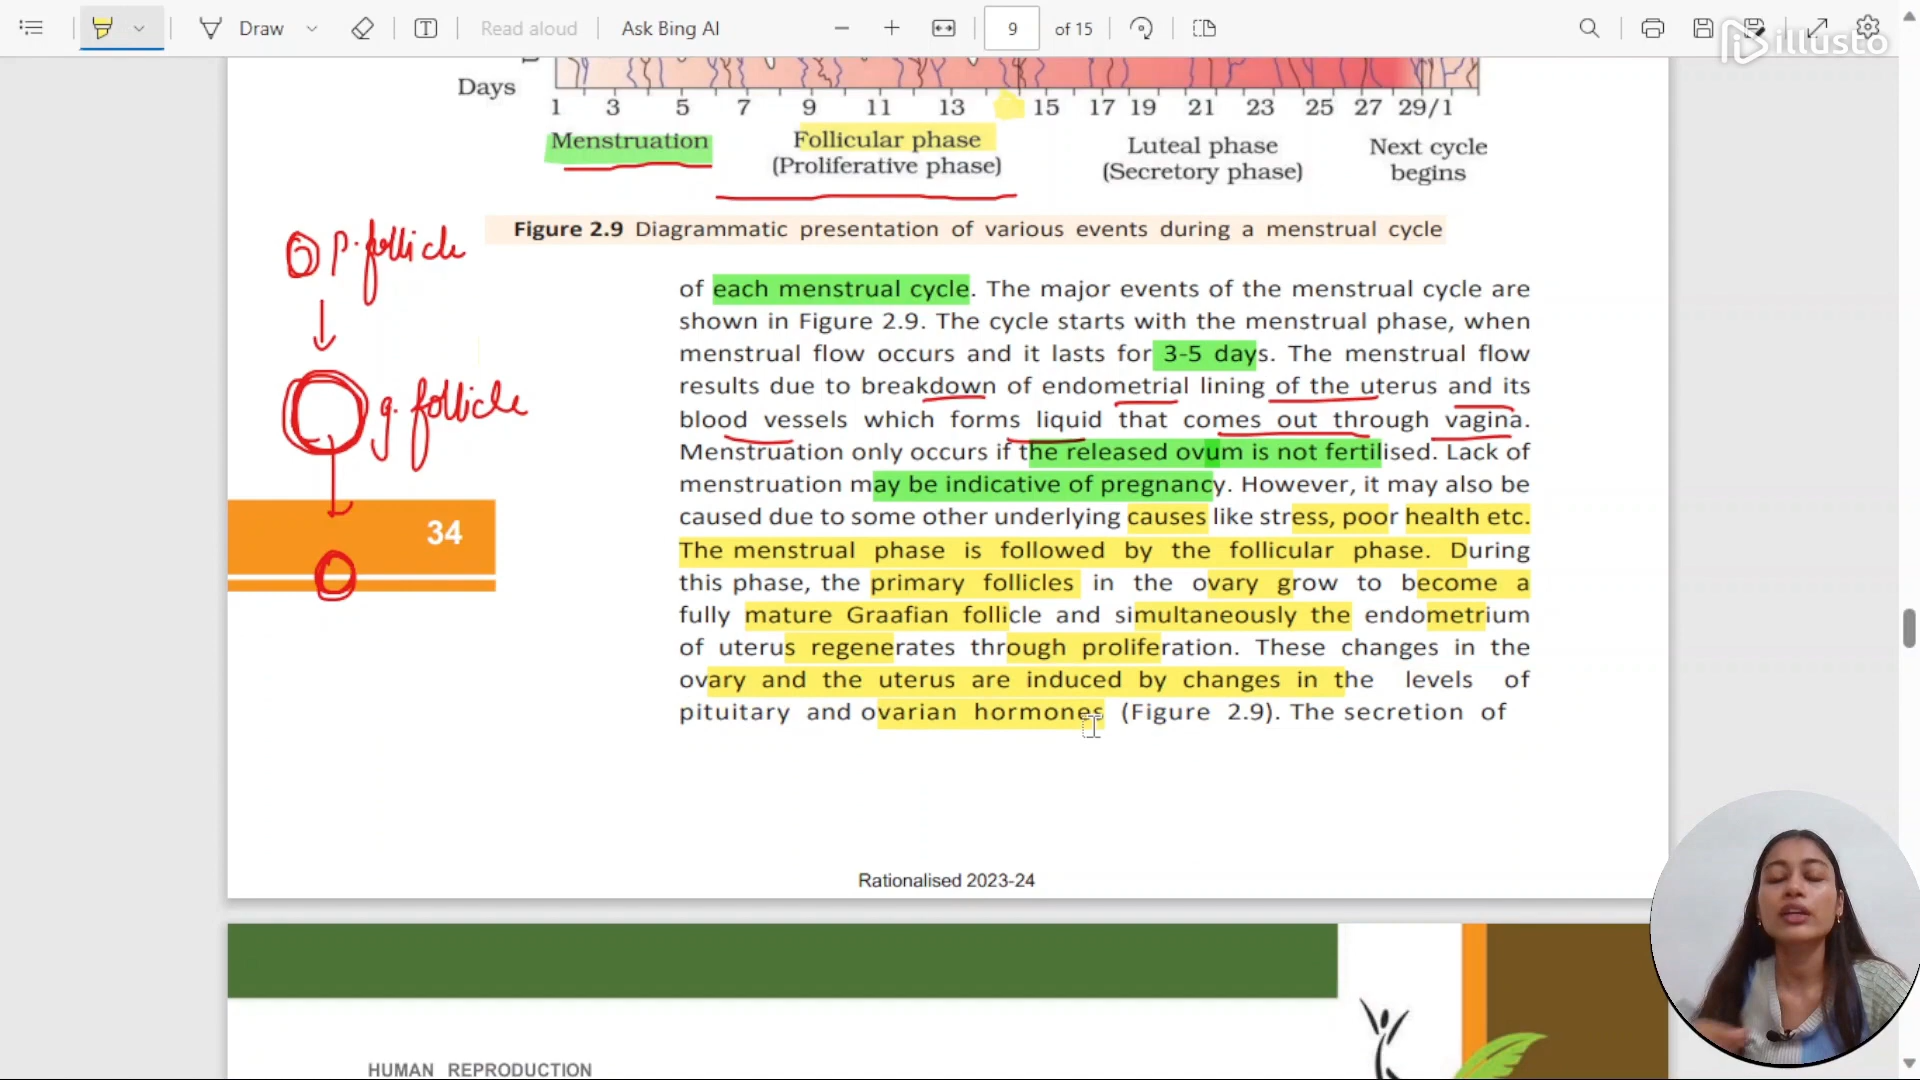 Draw
Read aloud
Ask Bing AI
9
of 15
illusto
Days
1 3 5 7 9 11 13 15 17 19 21 23 25 27 29/1
Menstruation
Follicular phase
(Proliferative phase)
Luteal phase
(Secretory phase)
Next cycle
begins
Figure 2.9 Diagrammatic presentation of various events during a menstrual cycle
p. follicle
g. follicle
34
of each menstrual cycle. The major events of the menstrual cycle are
shown in Figure 2.9. The cycle starts with the menstrual phase, when
menstrual flow occurs and it lasts for 3-5 days. The menstrual flow
results due to breakdown of endometrial lining of the uterus and its
blood vessels which forms liquid that comes out through vagina.
Menstruation only occurs if the released ovum is not fertilised. Lack of
menstruation may be indicative of pregnancy. However, it may also be
caused due to some other underlying causes like stress, poor health etc.
The menstrual phase is followed by the follicular phase. During
this phase, the primary follicles in the ovary grow to become a
fully mature Graafian follicle and simultaneously the endometrium
of uterus regenerates through proliferation. These changes in the
ovary and the uterus are induced by changes in the levels of
pituitary and ovarian hormones (Figure 2.9). The secretion of
Rationalised 2023-24
HUMAN REPRODUCTION